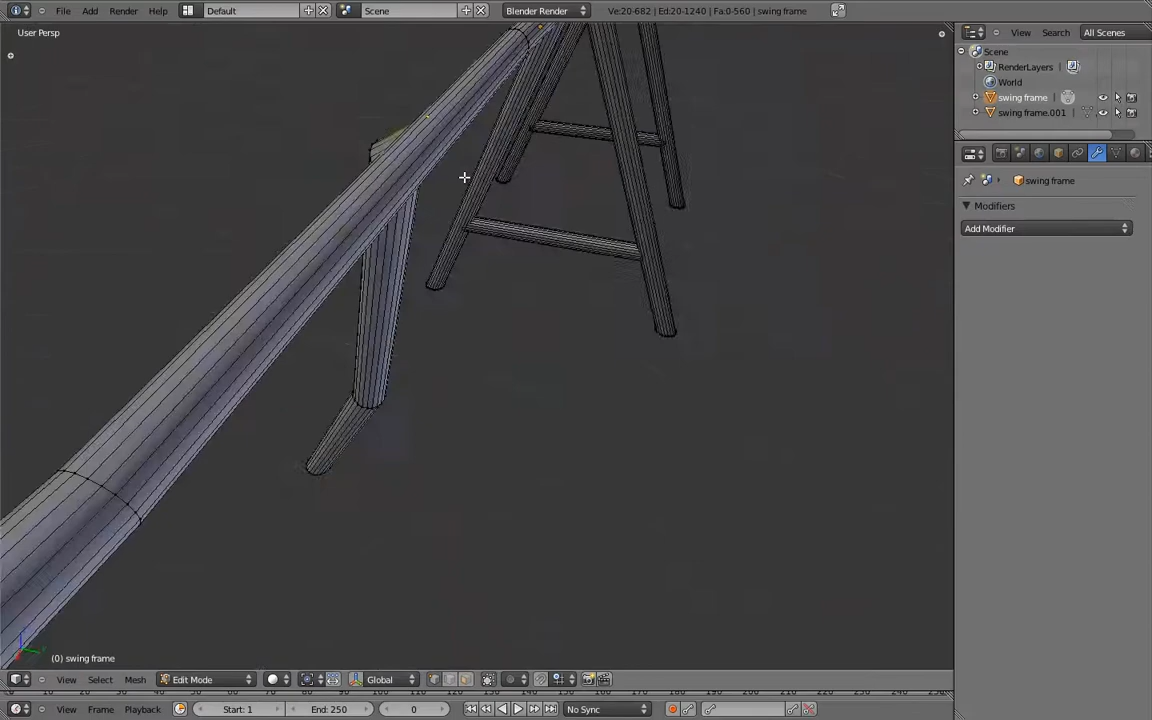 File Add Render Help Default Scene Blender Render Ve:20-682 | Ed:20-1240 | Fa:0-560 | swing frame
User Persp
View Search All Scenes
Scene
RenderLayers
World
swing frame
swing frame.001
swing frame
Modifiers
Add Modifier
(0) swing frame
View Select Mesh Edit Mode Global
View Frame Playback Start: 1 End: 250 0 No Sync